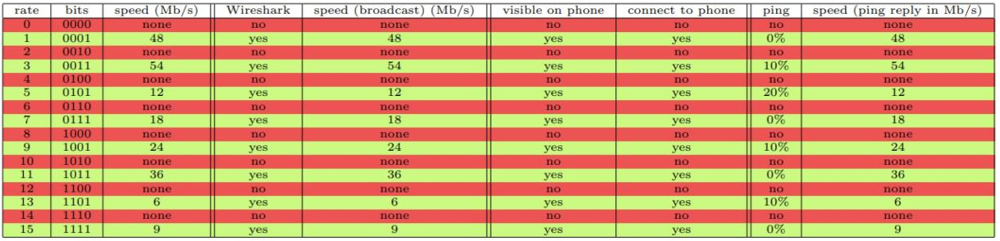 rate bits speed (Mb/s) Wireshark speed (broadcast) (Mb/s) visible on phone connect to phone ping speed (ping reply in Mb/s)
0 0000 none no none no no no none
1 0001 48 yes 48 yes yes 0% 48
2 0010 none no none no no no none
3 0011 54 yes 54 yes yes 10% 54
4 0100 none no none no no no none
5 0101 12 yes 12 yes yes 20% 12
6 0110 none no none no no no none
7 0111 18 yes 18 yes yes 0% 18
8 1000 none no none no no no none
9 1001 24 yes 24 yes yes 10% 24
10 1010 none no none no no no none
11 1011 36 yes 36 yes yes 0% 36
12 1100 none no none no no no none
13 1101 6 yes 6 yes yes 10% 6
14 1110 none no none no no no none
15 1111 9 yes 9 yes yes 0% 9